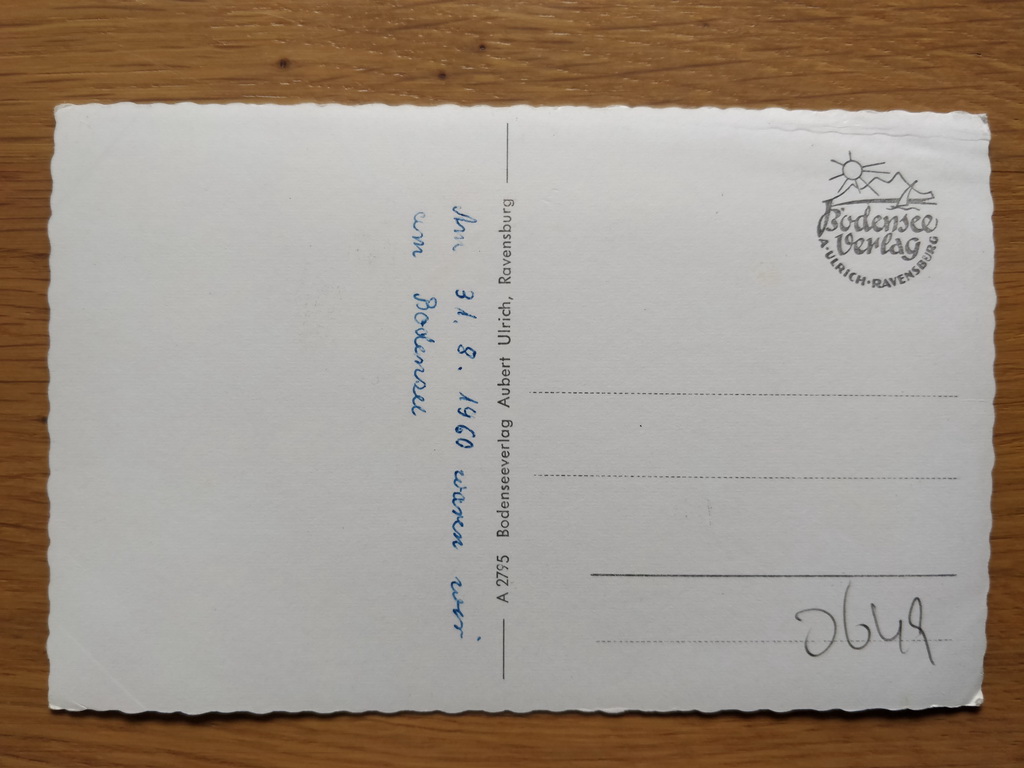 Am 31.8.1960 waren wir
am Bodensee
A 2795 Bodenseeverlag Aubert Ulrich, Ravensburg
Bodensee
Verlag
A·ULRICH·RAVENSBURG
0649